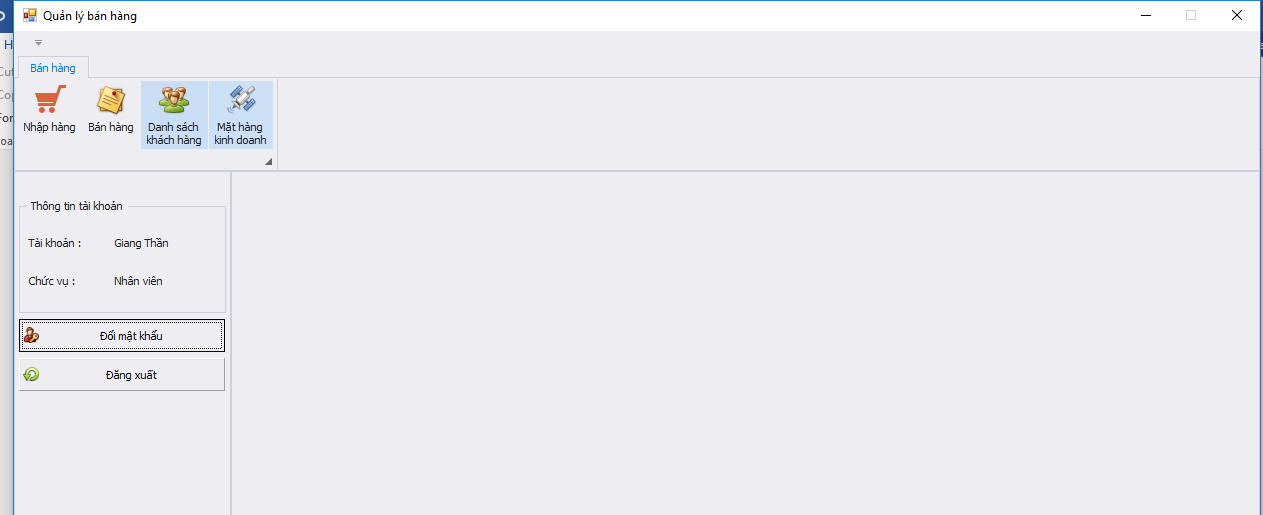 Quản lý bán hàng
Bán hàng
Nhập hàng
Bán hàng
Danh sách
khách hàng
Mặt hàng
kinh doanh
Thông tin tài khoản
Tài khoản : Giang Thần
Chức vụ : Nhân viên
Đổi mật khẩu
Đăng xuất